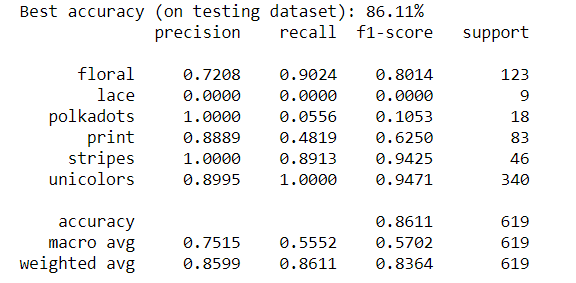 Best accuracy (on testing dataset): 86.11%
precision recall f1-score support
floral 0.7208 0.9024 0.8014 123
lace 0.0000 0.0000 0.0000 9
polkadots 1.0000 0.0556 0.1053 18
print 0.8889 0.4819 0.6250 83
stripes 1.0000 0.8913 0.9425 46
unicolors 0.8995 1.0000 0.9471 340
accuracy 0.8611 619
macro avg 0.7515 0.5552 0.5702 619
weighted avg 0.8599 0.8611 0.8364 619